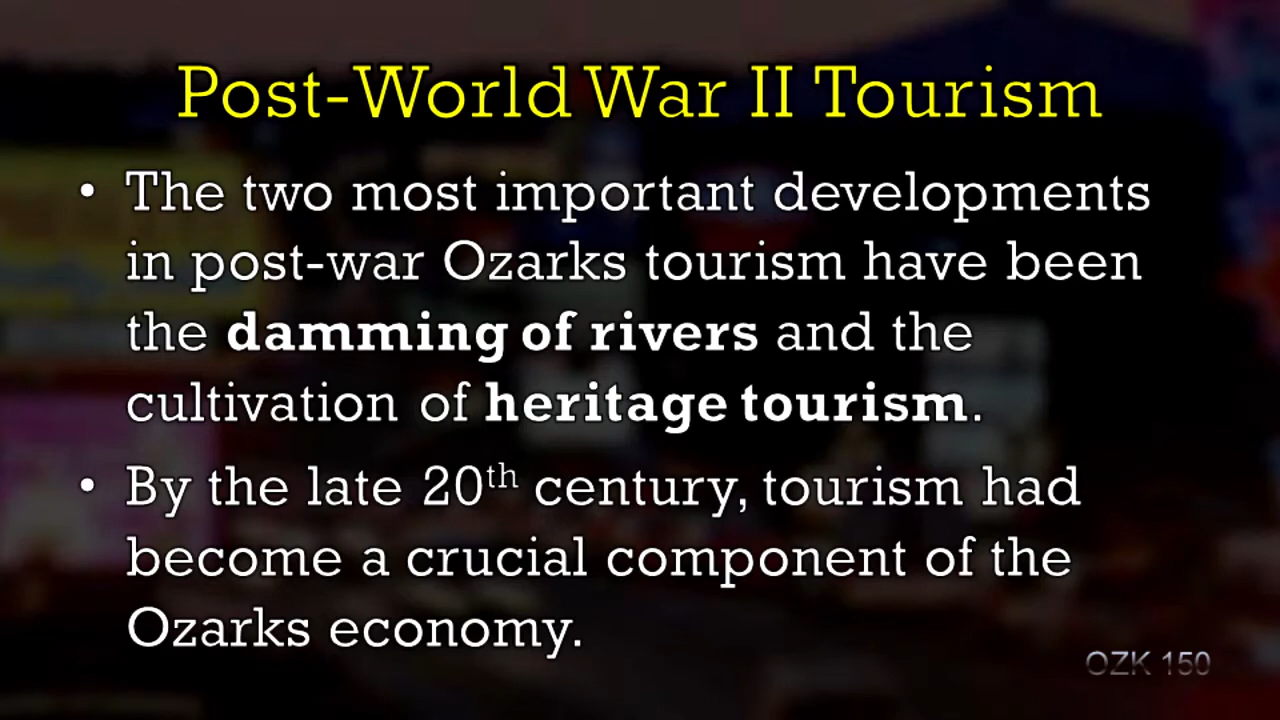 Post-World War II Tourism
• The two most important developments
in post-war Ozarks tourism have been
the damming of rivers and the
cultivation of heritage tourism.
• By the late 20th century, tourism had
become a crucial component of the
Ozarks economy.
OZK 150